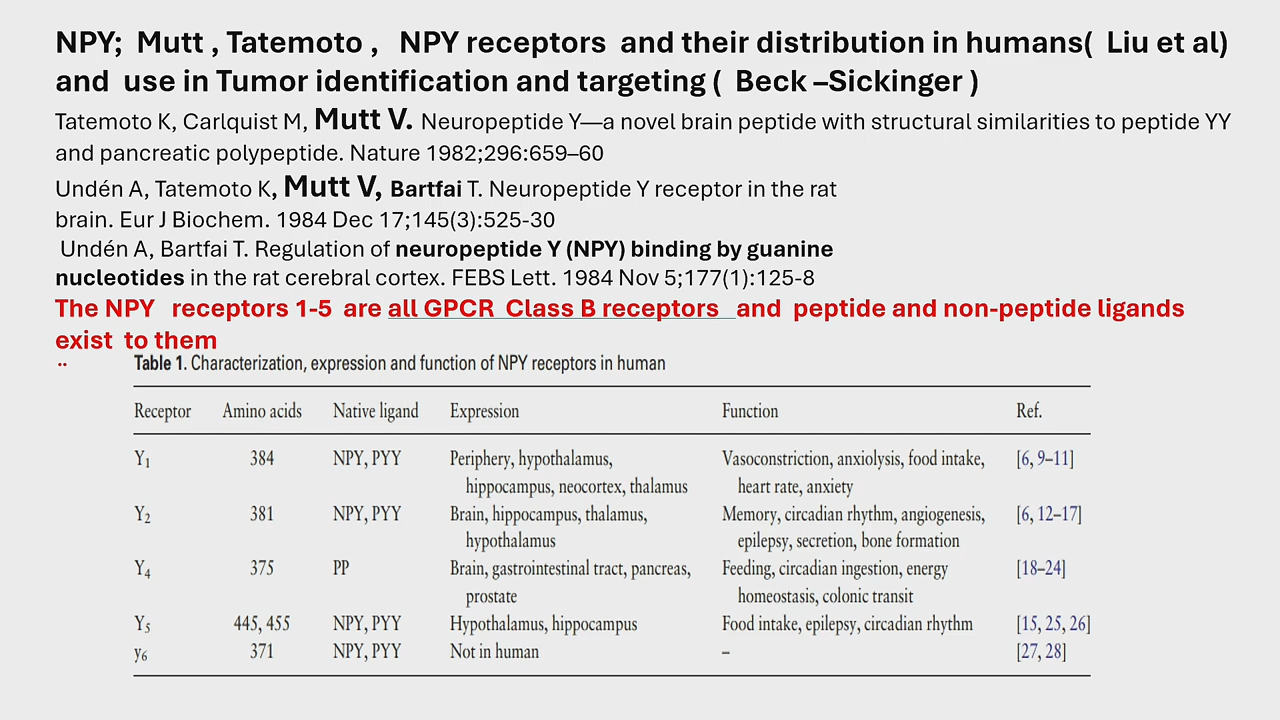 NPY; Mutt , Tatemoto , NPY receptors and their distribution in humans( Liu et al)
and use in Tumor identification and targeting ( Beck –Sickinger )
Tatemoto K, Carlquist M, Mutt V. Neuropeptide Y—a novel brain peptide with structural similarities to peptide YY
and pancreatic polypeptide. Nature 1982;296:659–60
Undén A, Tatemoto K, Mutt V, Bartfai T. Neuropeptide Y receptor in the rat
brain. Eur J Biochem. 1984 Dec 17;145(3):525-30
Undén A, Bartfai T. Regulation of neuropeptide Y (NPY) binding by guanine
nucleotides in the rat cerebral cortex. FEBS Lett. 1984 Nov 5;177(1):125-8
The NPY receptors 1-5 are all GPCR Class B receptors and peptide and non-peptide ligands
exist to them
..
Table 1. Characterization, expression and function of NPY receptors in human
Receptor Amino acids Native ligand Expression Function Ref.
Y1 384 NPY, PYY Periphery, hypothalamus, Vasoconstriction, anxiolysis, food intake, [6, 9–11]
hippocampus, neocortex, thalamus heart rate, anxiety
Y2 381 NPY, PYY Brain, hippocampus, thalamus, Memory, circadian rhythm, angiogenesis, [6, 12–17]
hypothalamus epilepsy, secretion, bone formation
Y4 375 PP Brain, gastrointestinal tract, pancreas, Feeding, circadian ingestion, energy [18–24]
prostate homeostasis, colonic transit
Y5 445, 455 NPY, PYY Hypothalamus, hippocampus Food intake, epilepsy, circadian rhythm [15, 25, 26]
y6 371 NPY, PYY Not in human – [27, 28]